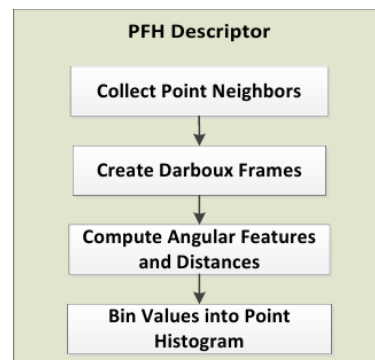 PFH Descriptor
Collect Point Neighbors
Create Darboux Frames
Compute Angular Features
and Distances
Bin Values into Point
Histogram